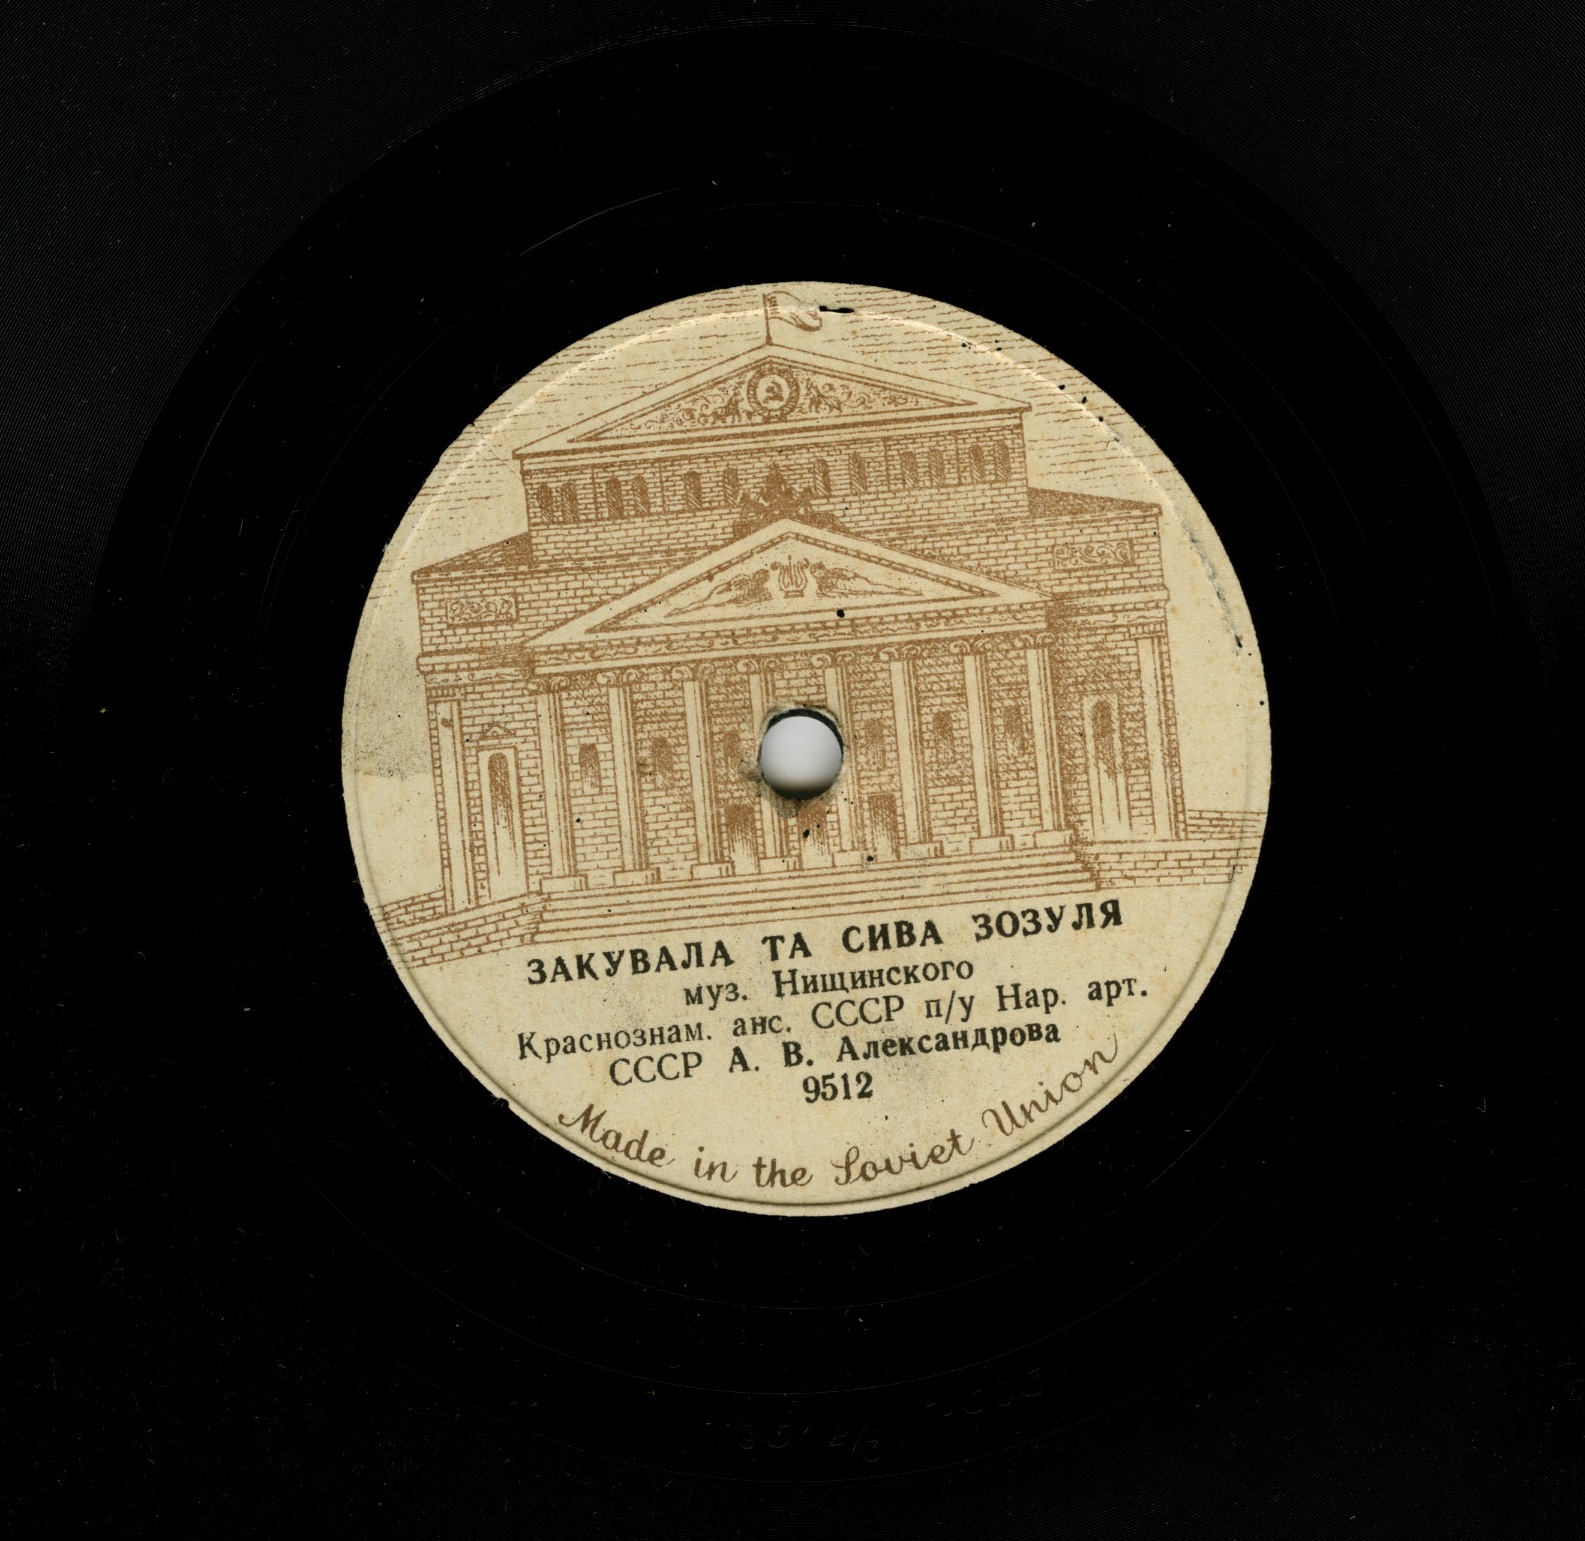 ЗАКУВАЛА ТА СИВА ЗОЗУЛЯ
муз. Нищинского
Краснознам. анс. СССР п/у Нар. арт.
СССР А. В. Александрова
9512
Made in the Soviet Union